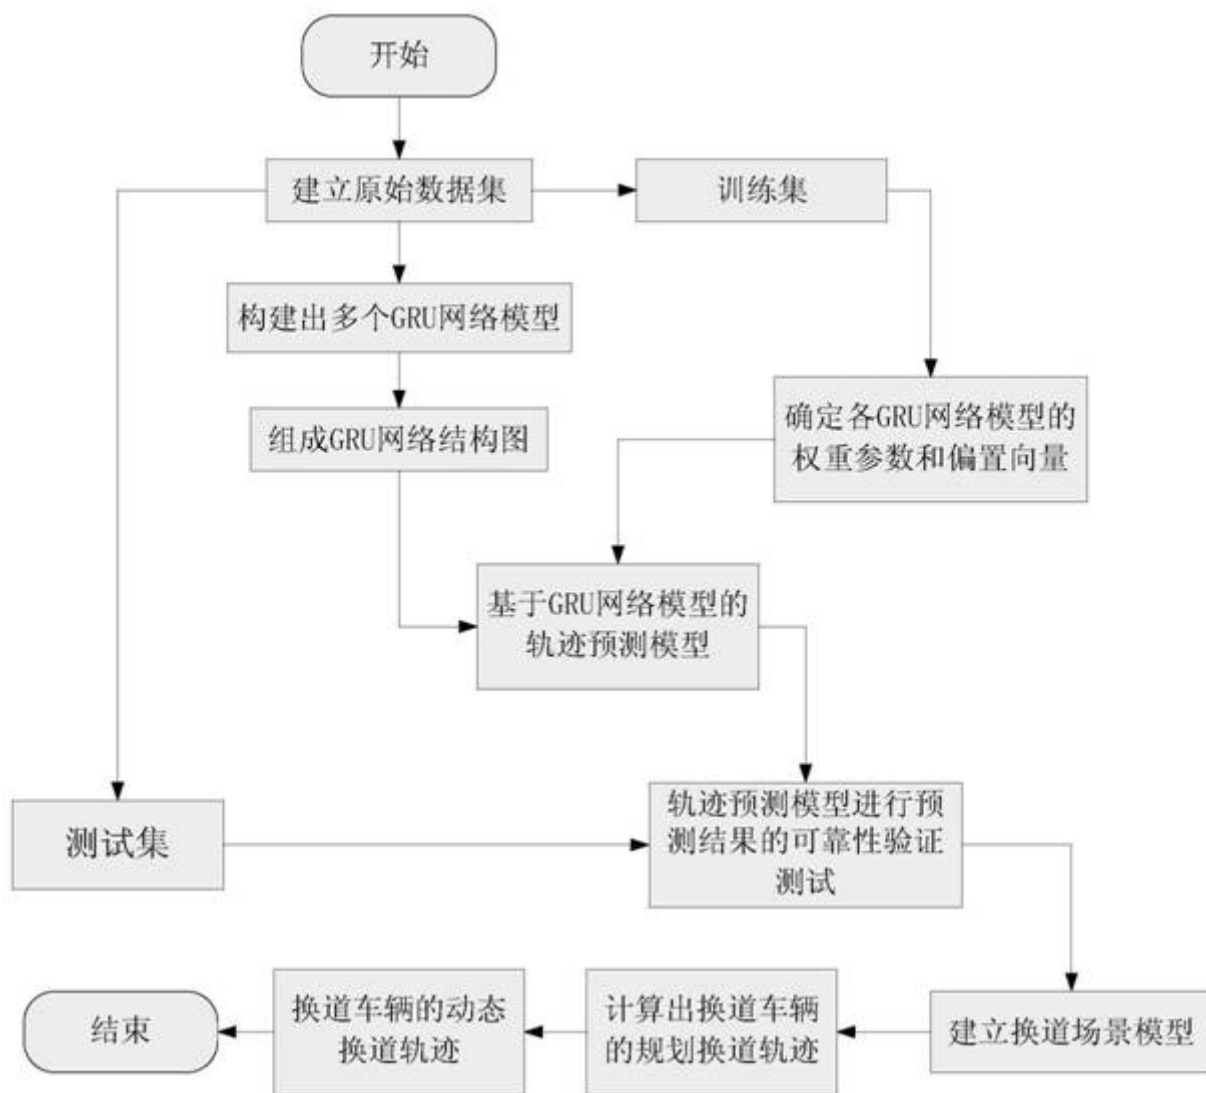 开始
建立原始数据集
训练集
构建出多个GRU网络模型
组成GRU网络结构图
确定各GRU网络模型的
权重参数和偏置向量
基于GRU网络模型的
轨迹预测模型
测试集
轨迹预测模型进行预
测结果的可靠性验证
测试
结束
换道车辆的动态
换道轨迹
计算出换道车辆
的规划换道轨迹
建立换道场景模型